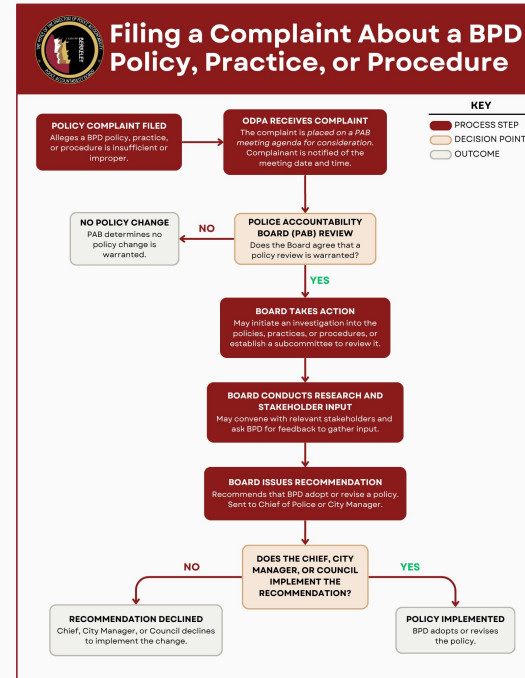 Filing a Complaint About a BPD
Policy, Practice, or Procedure
KEY
PROCESS STEP
DECISION POINT
OUTCOME
POLICY COMPLAINT FILED
Alleges a BPD policy, practice,
or procedure is insufficient or
improper.
ODPA RECEIVES COMPLAINT
The complaint is placed on a PAB
meeting agenda for consideration.
Complainant is notified of the
meeting date and time.
NO POLICY CHANGE
PAB determines no
policy change is
warranted.
NO
POLICE ACCOUNTABILITY
BOARD (PAB) REVIEW
Does the Board agree that a
policy review is warranted?
YES
BOARD TAKES ACTION
May initiate an investigation into the
policies, practices, or procedures, or
establish a subcommittee to review it.
BOARD CONDUCTS RESEARCH AND
STAKEHOLDER INPUT
May convene with relevant stakeholders and
ask BPD for feedback to gather input.
BOARD ISSUES RECOMMENDATION
Recommends that BPD adopt or revise a policy.
Sent to Chief of Police or City Manager.
DOES THE CHIEF, CITY
MANAGER, OR COUNCIL
IMPLEMENT THE
RECOMMENDATION?
NO
YES
RECOMMENDATION DECLINED
Chief, City Manager, or Council declines
to implement the change.
POLICY IMPLEMENTED
BPD adopts or revises
the policy.